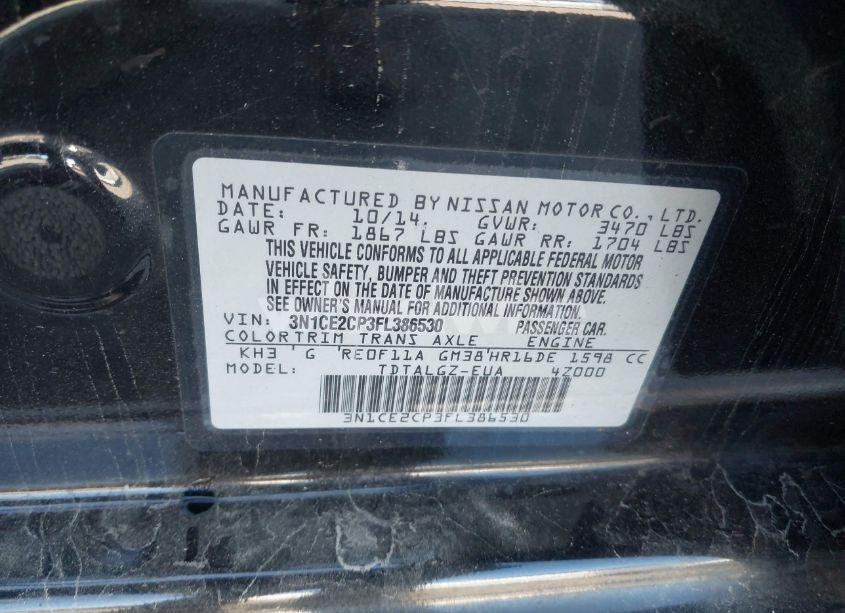 MANUFACTURED BY NISSAN MOTOR CO., LTD.
DATE: 10/14. GVWR: 3470 LBS
GAWR FR: 1867 LBS GAWR RR: 1704 LBS
THIS VEHICLE CONFORMS TO ALL APPLICABLE FEDERAL MOTOR
VEHICLE SAFETY, BUMPER AND THEFT PREVENTION STANDARDS
IN EFFECT ON THE DATE OF MANUFACTURE SHOWN ABOVE.
SEE OWNER'S MANUAL FOR ADDITIONAL INFORMATION.
VIN: 3N1CE2CP3FL386530 PASSENGER CAR.
COLOR TRIM TRANS AXLE ENGINE
KH3 G RE0F11A GM38 HR16DE 1598 CC
MODEL: TDTALGZ-EUA 4Z000
3N1CE2CP3FL386530